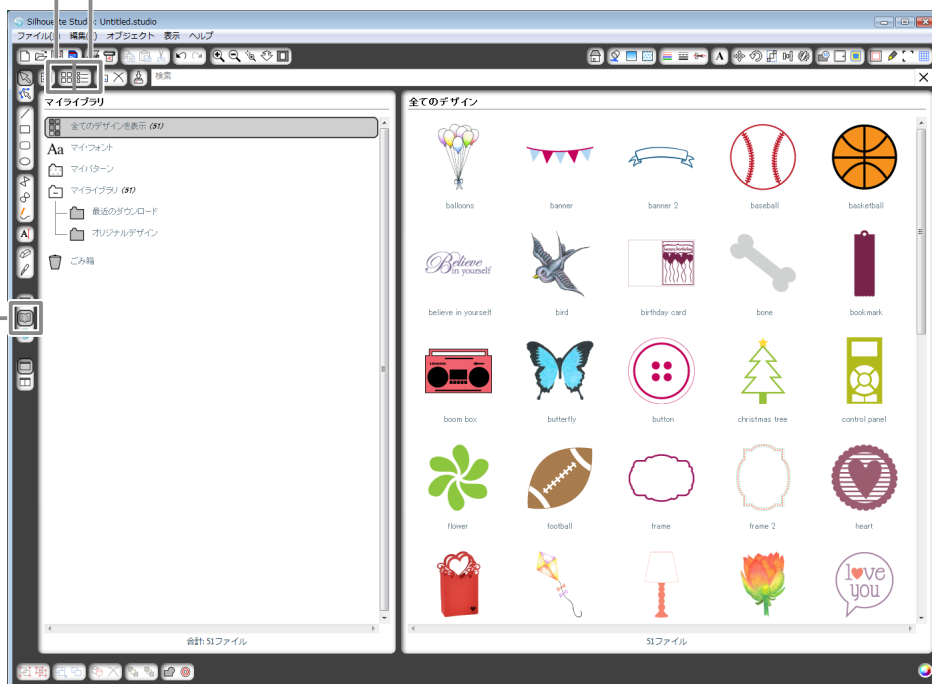 Silhouette Studio: Untitled.studio
ファイル(F) 編集(E) オブジェクト 表示 ヘルプ
検索
マイライブラリ
全てのデザインを表示 (51)
Aa マイ・フォント
マイパターン
マイライブラリ (51)
最近のダウンロード
オリジナルデザイン
ごみ箱
合計: 51ファイル
全てのデザイン
balloons banner banner 2 baseball basketball
Believe
in yourself
happy birthday
believe in yourself bird birthday card bone bookmark
boom box butterfly button christmas tree control panel
flower football frame frame 2 heart
love
you
51ファイル